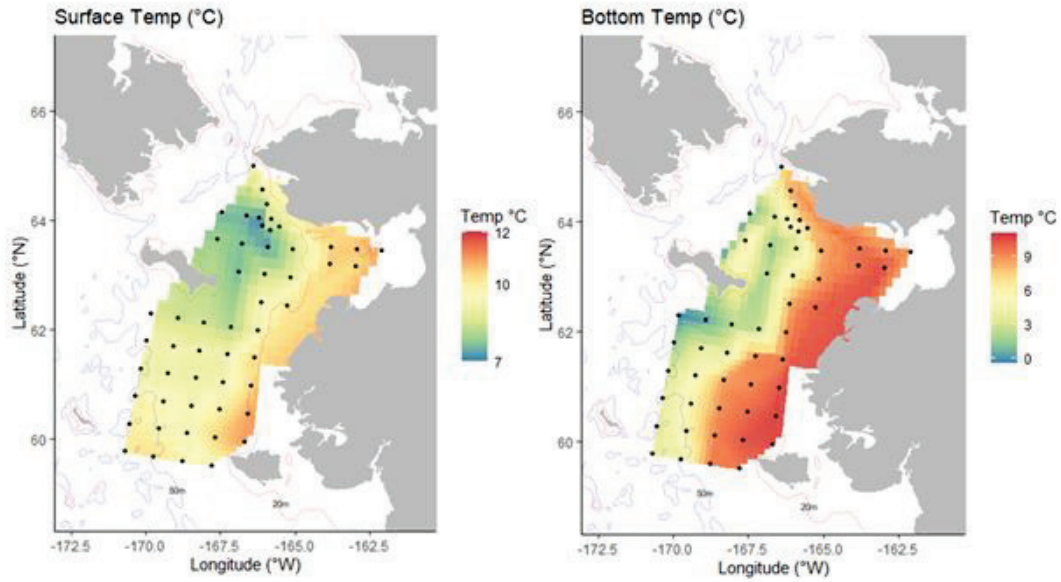 Surface Temp (°C)
66
64
62
60
Latitude (°N)
50m
20m
-172.5 -170.0 -167.5 -165.0 -162.5
Longitude (°W)
Temp °C
12
10
7
Bottom Temp (°C)
66
64
62
60
Latitude (°N)
50m
20m
-172.5 -170.0 -167.5 -165.0 -162.5
Longitude (°W)
Temp °C
9
6
3
0